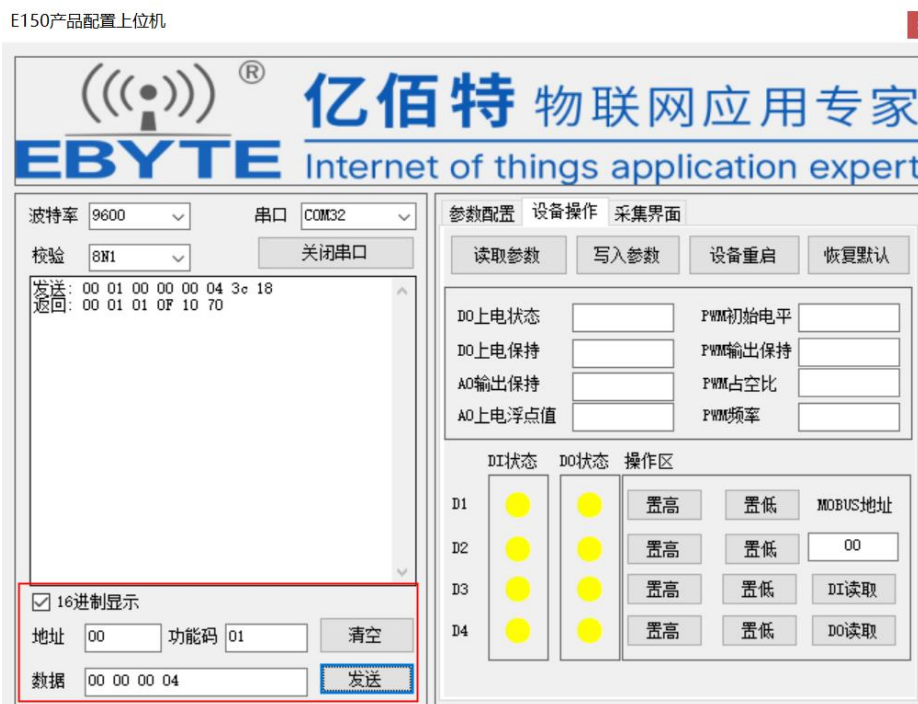 E150产品配置上位机
®
EBYTE
亿佰特 物联网应用专家
Internet of things application expert
波特率 9600 串口 COM32
校验 8N1 关闭串口
发送: 00 01 00 00 00 04 3c 18
返回: 00 01 01 0F 10 70
16进制显示
地址 00 功能码 01 清空
数据 00 00 00 04 发送
参数配置 设备操作 采集界面
读取参数 写入参数 设备重启 恢复默认
DO上电状态 PWM初始电平
DO上电保持 PWM输出保持
AO输出保持 PWM占空比
AO上电浮点值 PWM频率
DI状态 DO状态 操作区
D1 置高 置低 MOBUS地址
D2 置高 置低 00
D3 置高 置低 DI读取
D4 置高 置低 DO读取